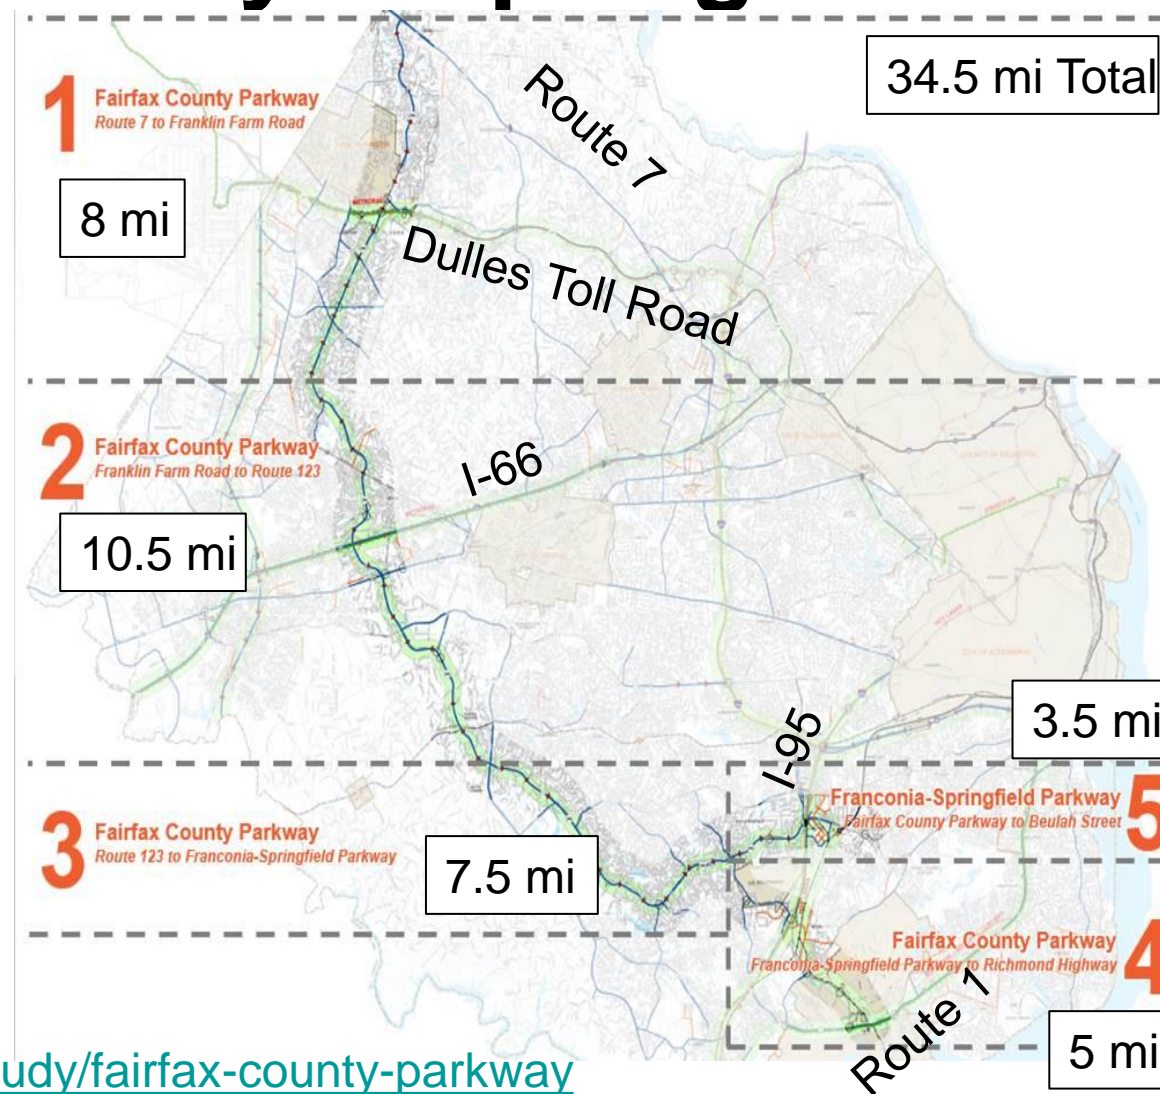 34.5 mi Total
1
Fairfax County Parkway
Route 7 to Franklin Farm Road
8 mi
Route 7
Dulles Toll Road
2
Fairfax County Parkway
Franklin Farm Road to Route 123
10.5 mi
I-66
3.5 mi
I-95
Franconia-Springfield Parkway
Fairfax County Parkway to Beulah Street
5
3
Fairfax County Parkway
Route 123 to Franconia-Springfield Parkway
7.5 mi
Fairfax County Parkway
Franconia-Springfield Parkway to Richmond Highway
4
Route 1
5 mi
udy/fairfax-county-parkway